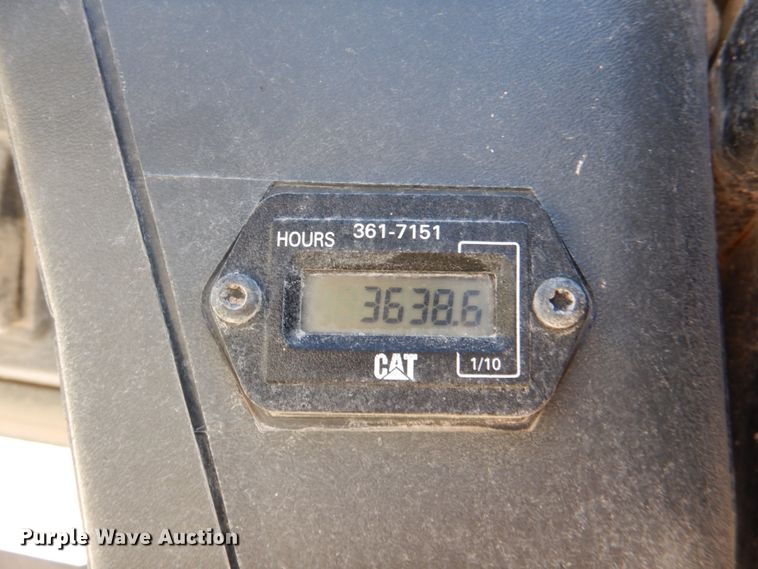 HOURS 361-7151
3638.6
CAT 1/10
Purple Wave Auction